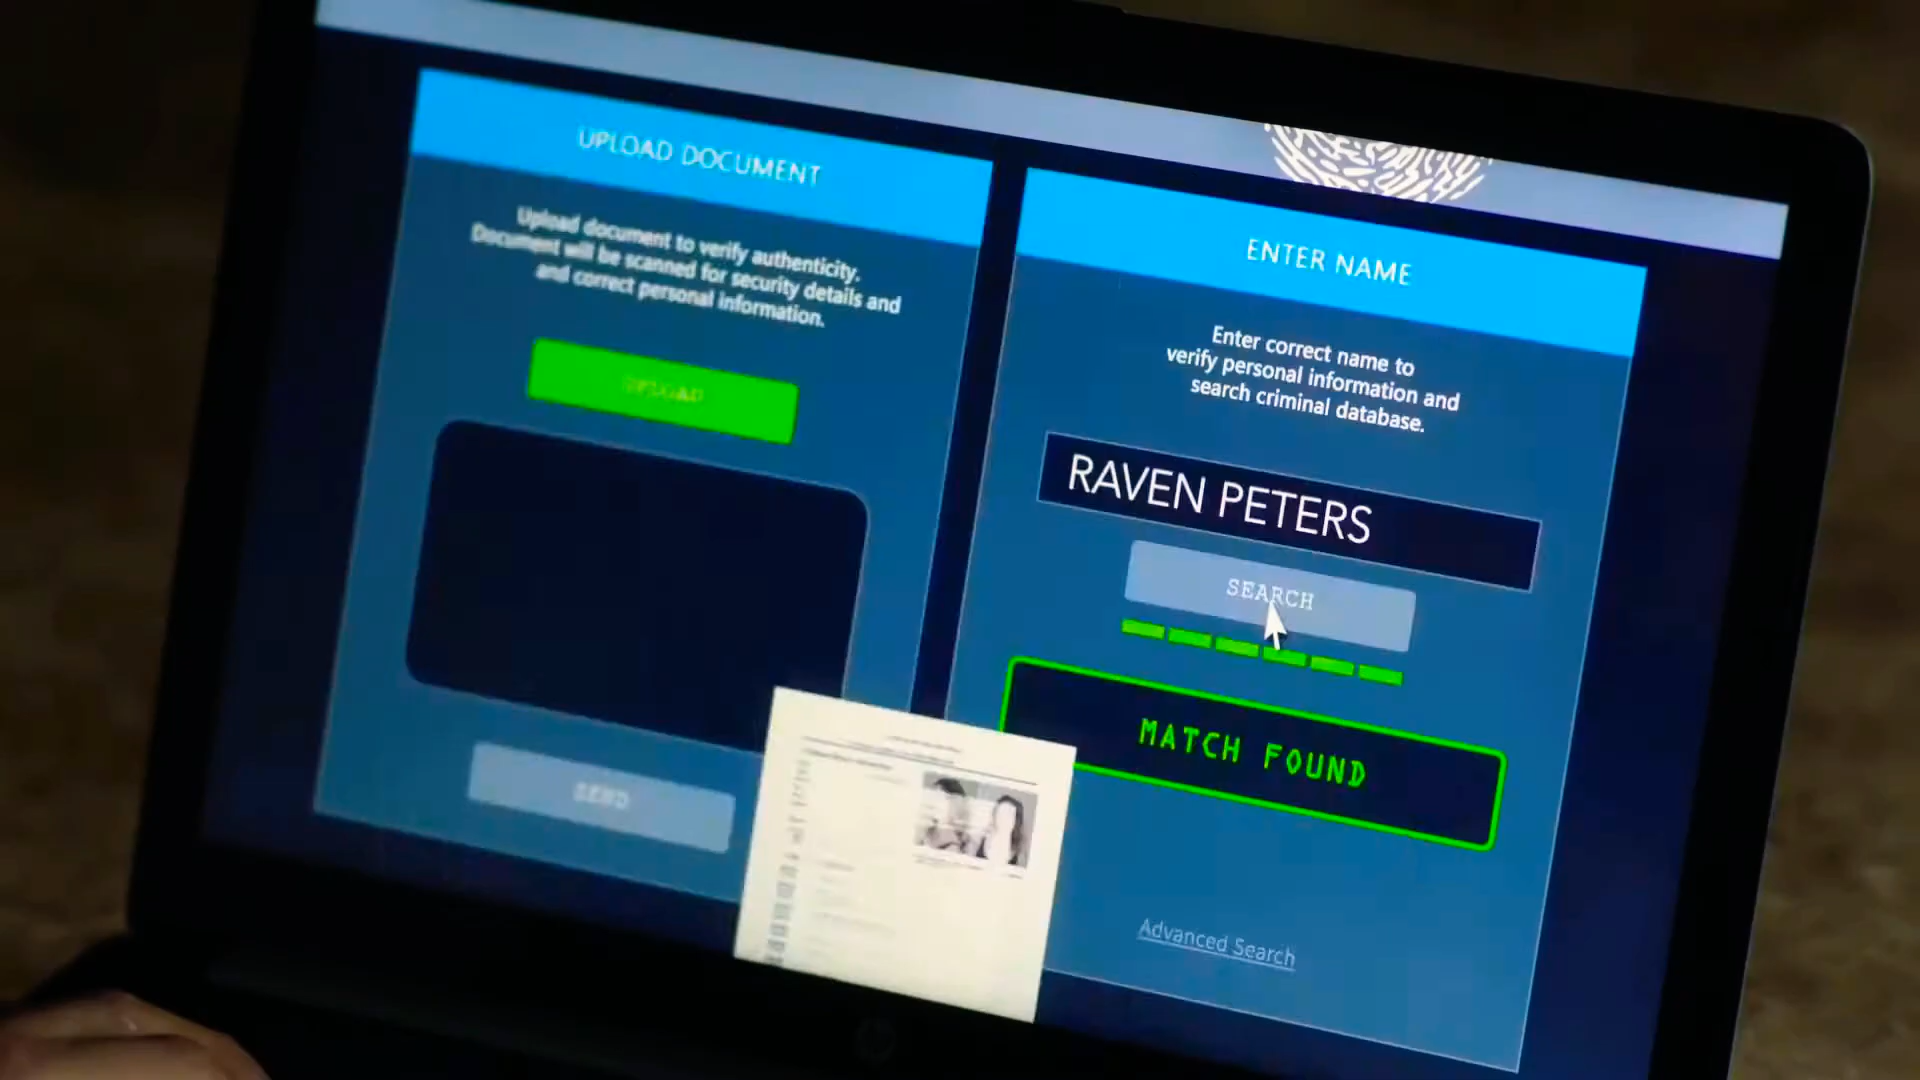 UPLOAD DOCUMENT
Upload document to verify authenticity.
Document will be scanned for security details and
and correct personal information.
UPLOAD
SEND
ENTER NAME
Enter correct name to
verify personal information and
search criminal database.
RAVEN PETERS
SEARCH
MATCH FOUND
Advanced Search